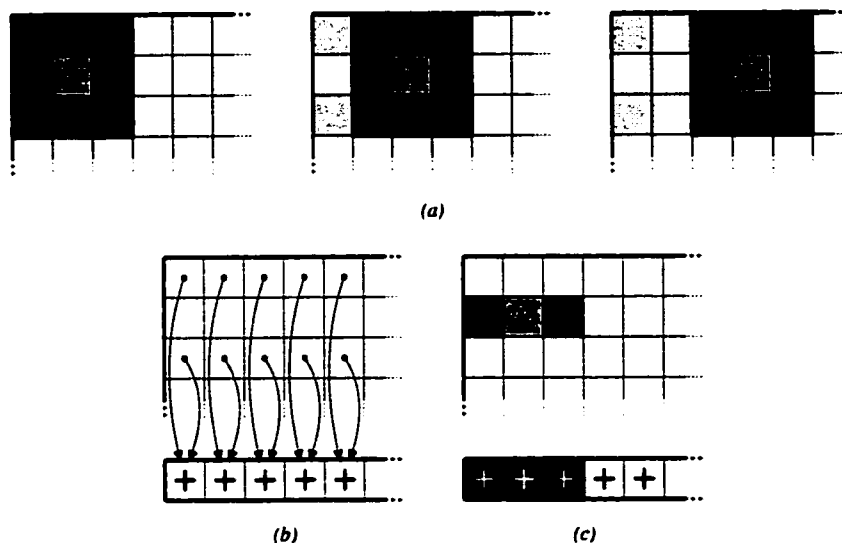 (a)
+ + + + +
+ + + + +
(b) (c)